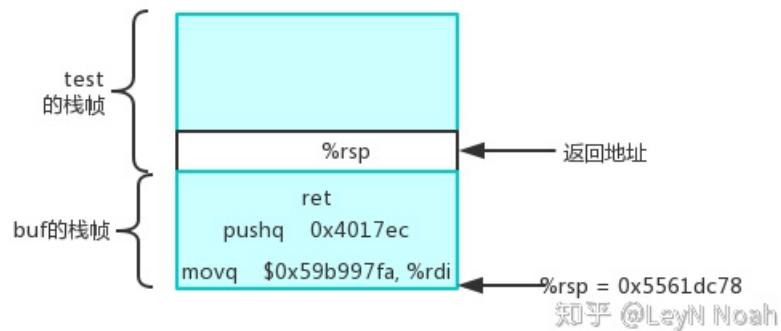 test
的栈帧
%rsp
返回地址
ret
buf的栈帧
pushq 0x4017ec
movq $0x59b997fa, %rdi
%rsp = 0x5561dc78
知乎 @LeyN Noah